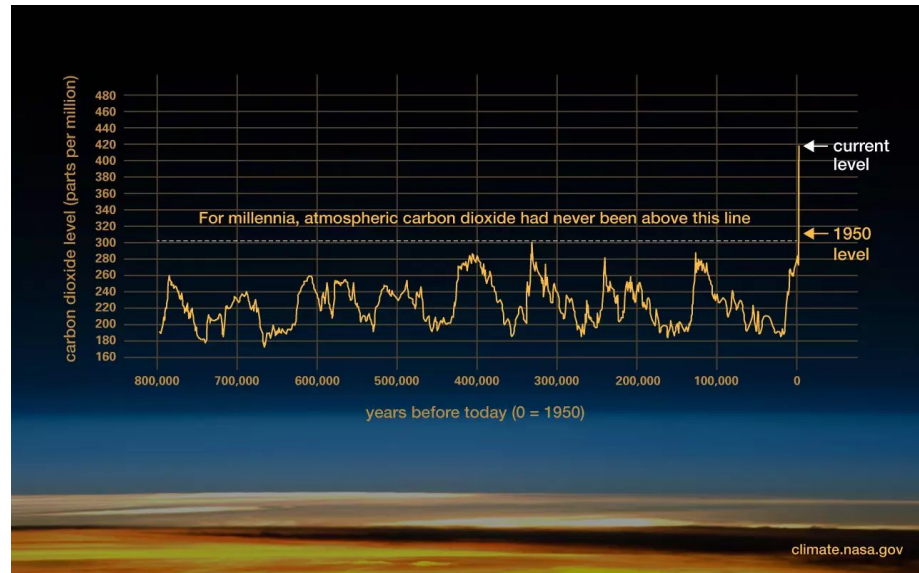 carbon dioxide level (parts per million)
480
460
440
420
400
380
360
340
320
300
260
240
220
200
180
160
For millennia, atmospheric carbon dioxide had never been above this line
current
level
1950
level
800,000 700,000 600,000 500,000 400,000 300,000 200,000 100,000 0
years before today (0 = 1950)
climate.nasa.gov